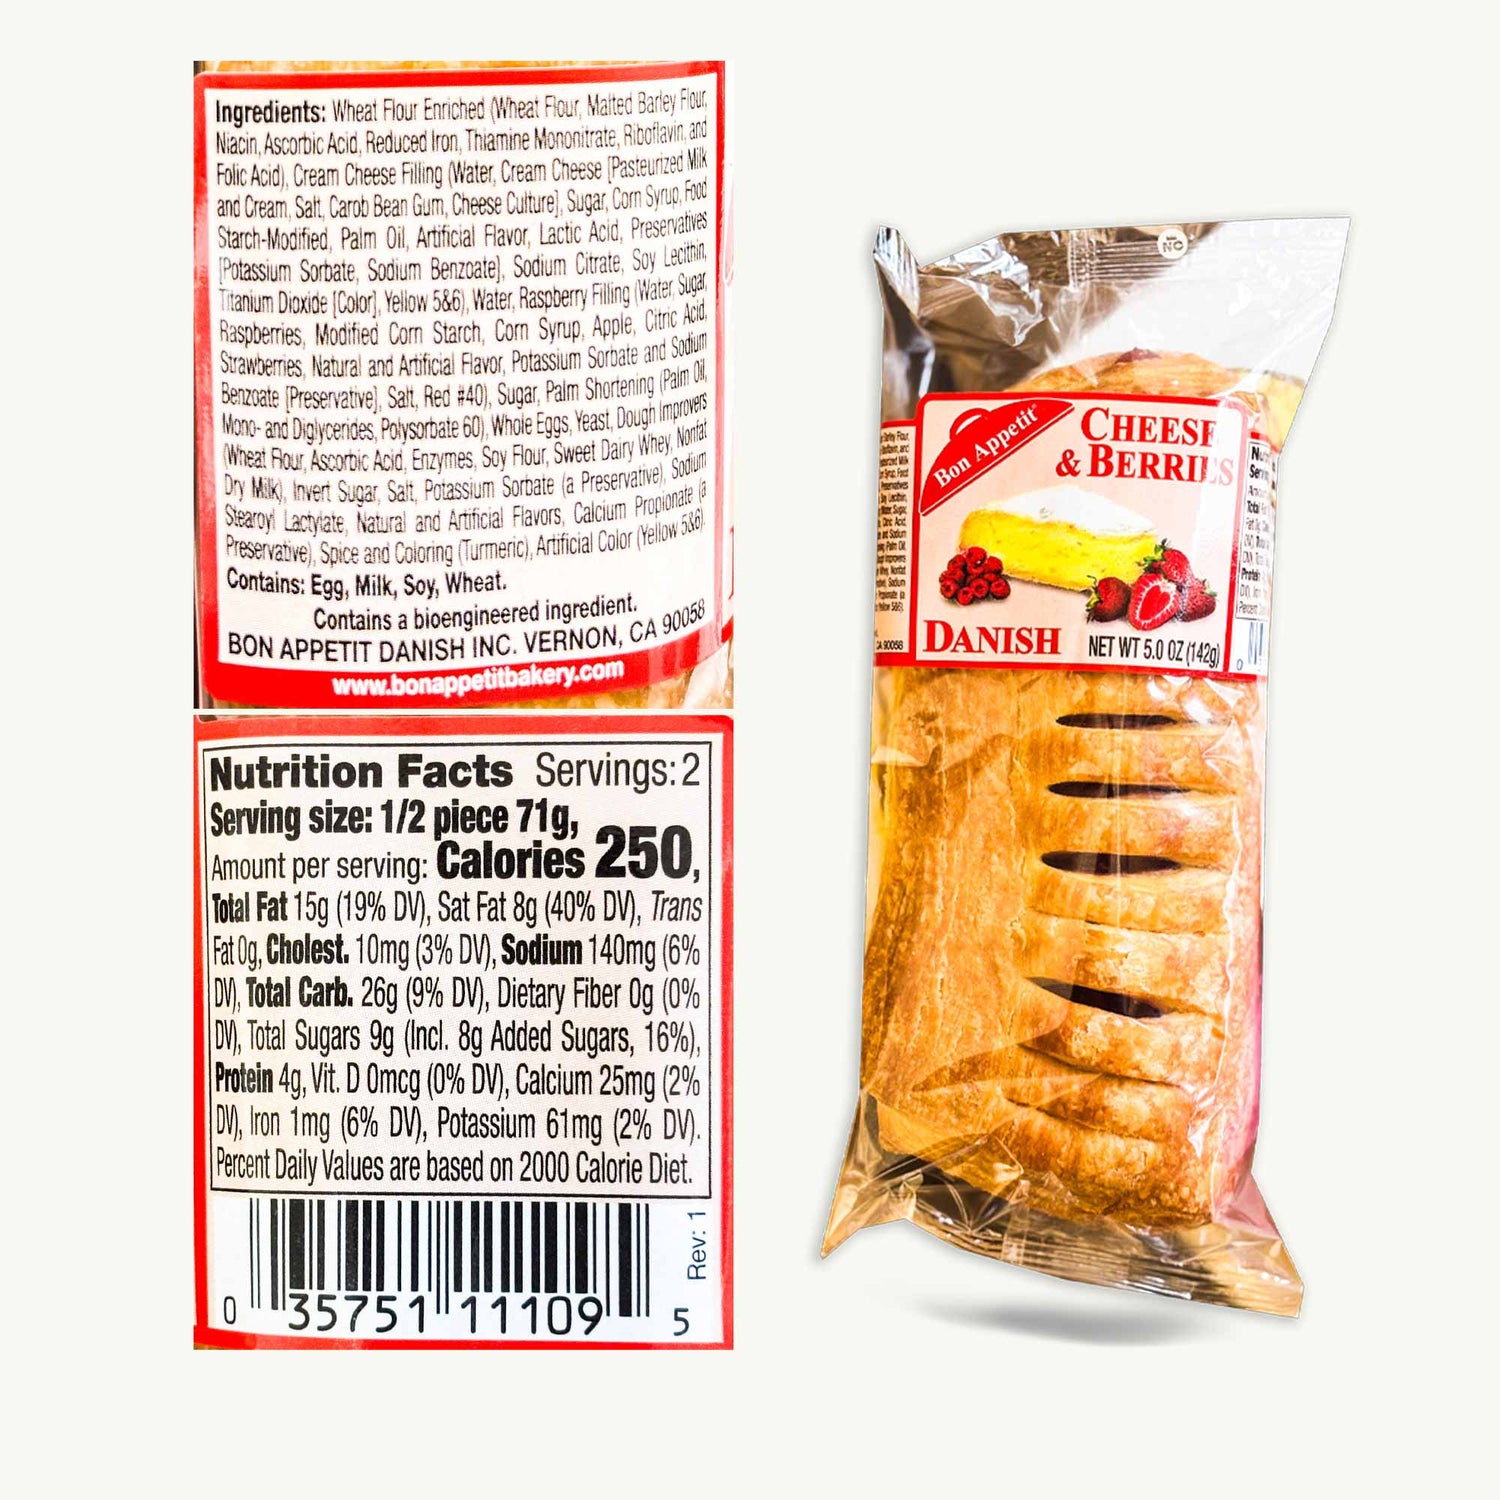 Ingredients: Wheat Flour Enriched (Wheat Flour, Malted Barley Flour,
Niacin, Ascorbic Acid, Reduced Iron, Thiamine Mononitrate, Riboflavin, and
Folic Acid), Cream Cheese Filling (Water, Cream Cheese [Pasteurized Milk
and Cream, Salt, Carob Bean Gum, Cheese Culture], Sugar, Corn Syrup, Food
Starch-Modified, Palm Oil, Artificial Flavor, Lactic Acid, Preservatives
[Potassium Sorbate, Sodium Benzoate], Sodium Citrate, Soy Lecithin,
Titanium Dioxide [Color], Yellow 5&6), Water, Raspberry Filling (Water, Sugar,
Raspberries, Modified Corn Starch, Corn Syrup, Apple, Citric Acid,
Strawberries, Natural and Artificial Flavor, Potassium Sorbate and Sodium
Benzoate [Preservative], Salt, Red #40), Sugar, Palm Shortening (Palm Oil,
Mono- and Diglycerides, Polysorbate 60), Whole Eggs, Yeast, Dough Improvers
(Wheat Flour, Ascorbic Acid, Enzymes, Soy Flour, Sweet Dairy Whey, Nonfat
Dry Milk), Invert Sugar, Salt, Potassium Sorbate (a Preservative), Sodium
Stearoyl Lactylate, Natural and Artificial Flavors, Calcium Propionate (a
Preservative), Spice and Coloring (Turmeric), Artificial Color (Yellow 5&6).
Contains: Egg, Milk, Soy, Wheat.
Contains a bioengineered ingredient.
BON APPETIT DANISH INC. VERNON, CA 90058
www.bonappetitbakery.com
Nutrition Facts Servings: 2
Serving size: 1/2 piece 71g,
Amount per serving: Calories 250,
Total Fat 15g (19% DV), Sat Fat 8g (40% DV), Trans
Fat 0g, Cholest. 10mg (3% DV), Sodium 140mg (6%
DV), Total Carb. 26g (9% DV), Dietary Fiber 0g (0%
DV), Total Sugars 9g (Incl. 8g Added Sugars, 16%),
Protein 4g, Vit. D 0mcg (0% DV), Calcium 25mg (2%
DV), Iron 1mg (6% DV), Potassium 61mg (2% DV).
Percent Daily Values are based on 2000 Calorie Diet.
Rev: 1
0 35751 11109 5
Bon Appetit®
CHEESE
& BERRIES
DANISH
NET WT 5.0 OZ (142g)